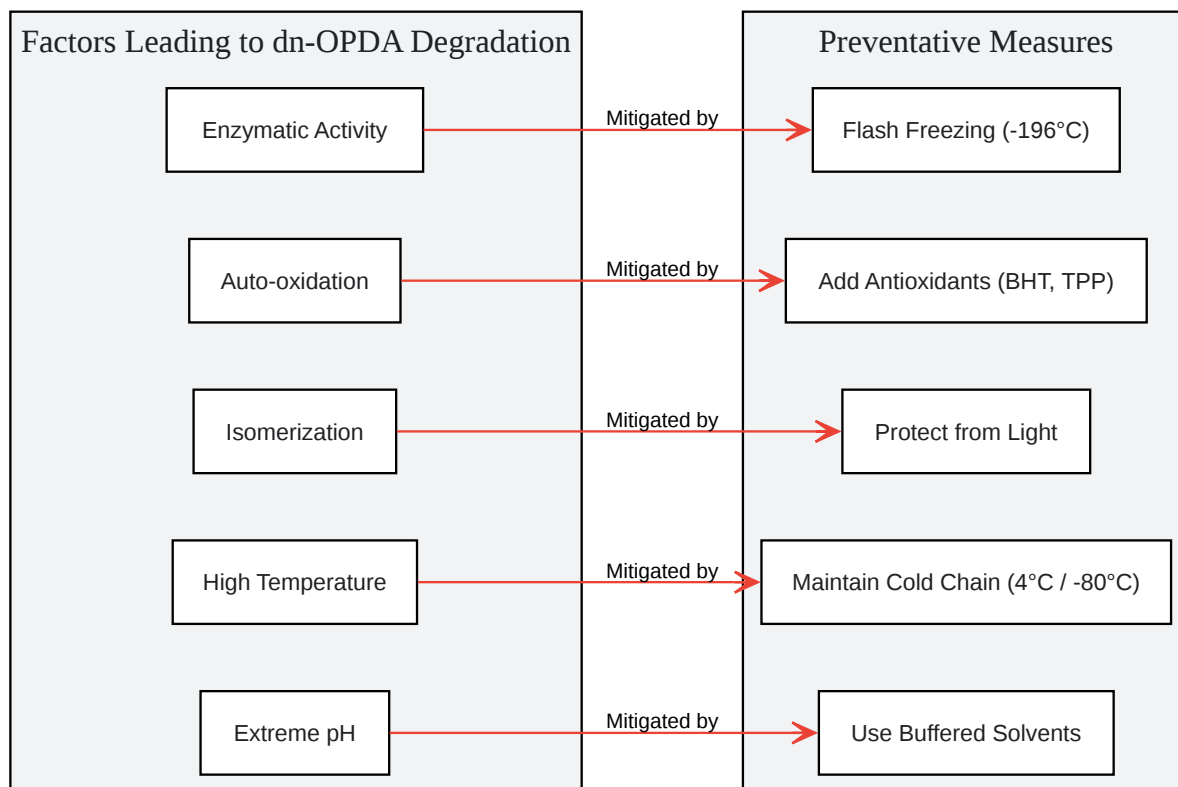 Factors Leading to dn-OPDA Degradation
Preventative Measures
Enzymatic Activity
Mitigated by
Flash Freezing (-196°C)
Auto-oxidation
Mitigated by
Add Antioxidants (BHT, TPP)
Isomerization
Mitigated by
Protect from Light
High Temperature
Mitigated by
Maintain Cold Chain (4°C / -80°C)
Extreme pH
Mitigated by
Use Buffered Solvents